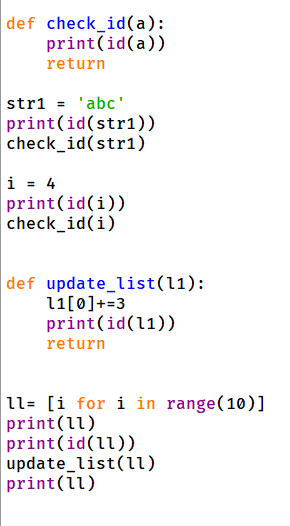 def check_id(a):
    print(id(a))
    return
str1 = 'abc'
print(id(str1))
check_id(str1)
i = 4
print(id(i))
check_id(i)
def update_list(l1):
    l1[0]+=3
    print(id(l1))
    return
ll= [i for i in range(10)]
print(ll)
print(id(ll))
update_list(ll)
print(ll)